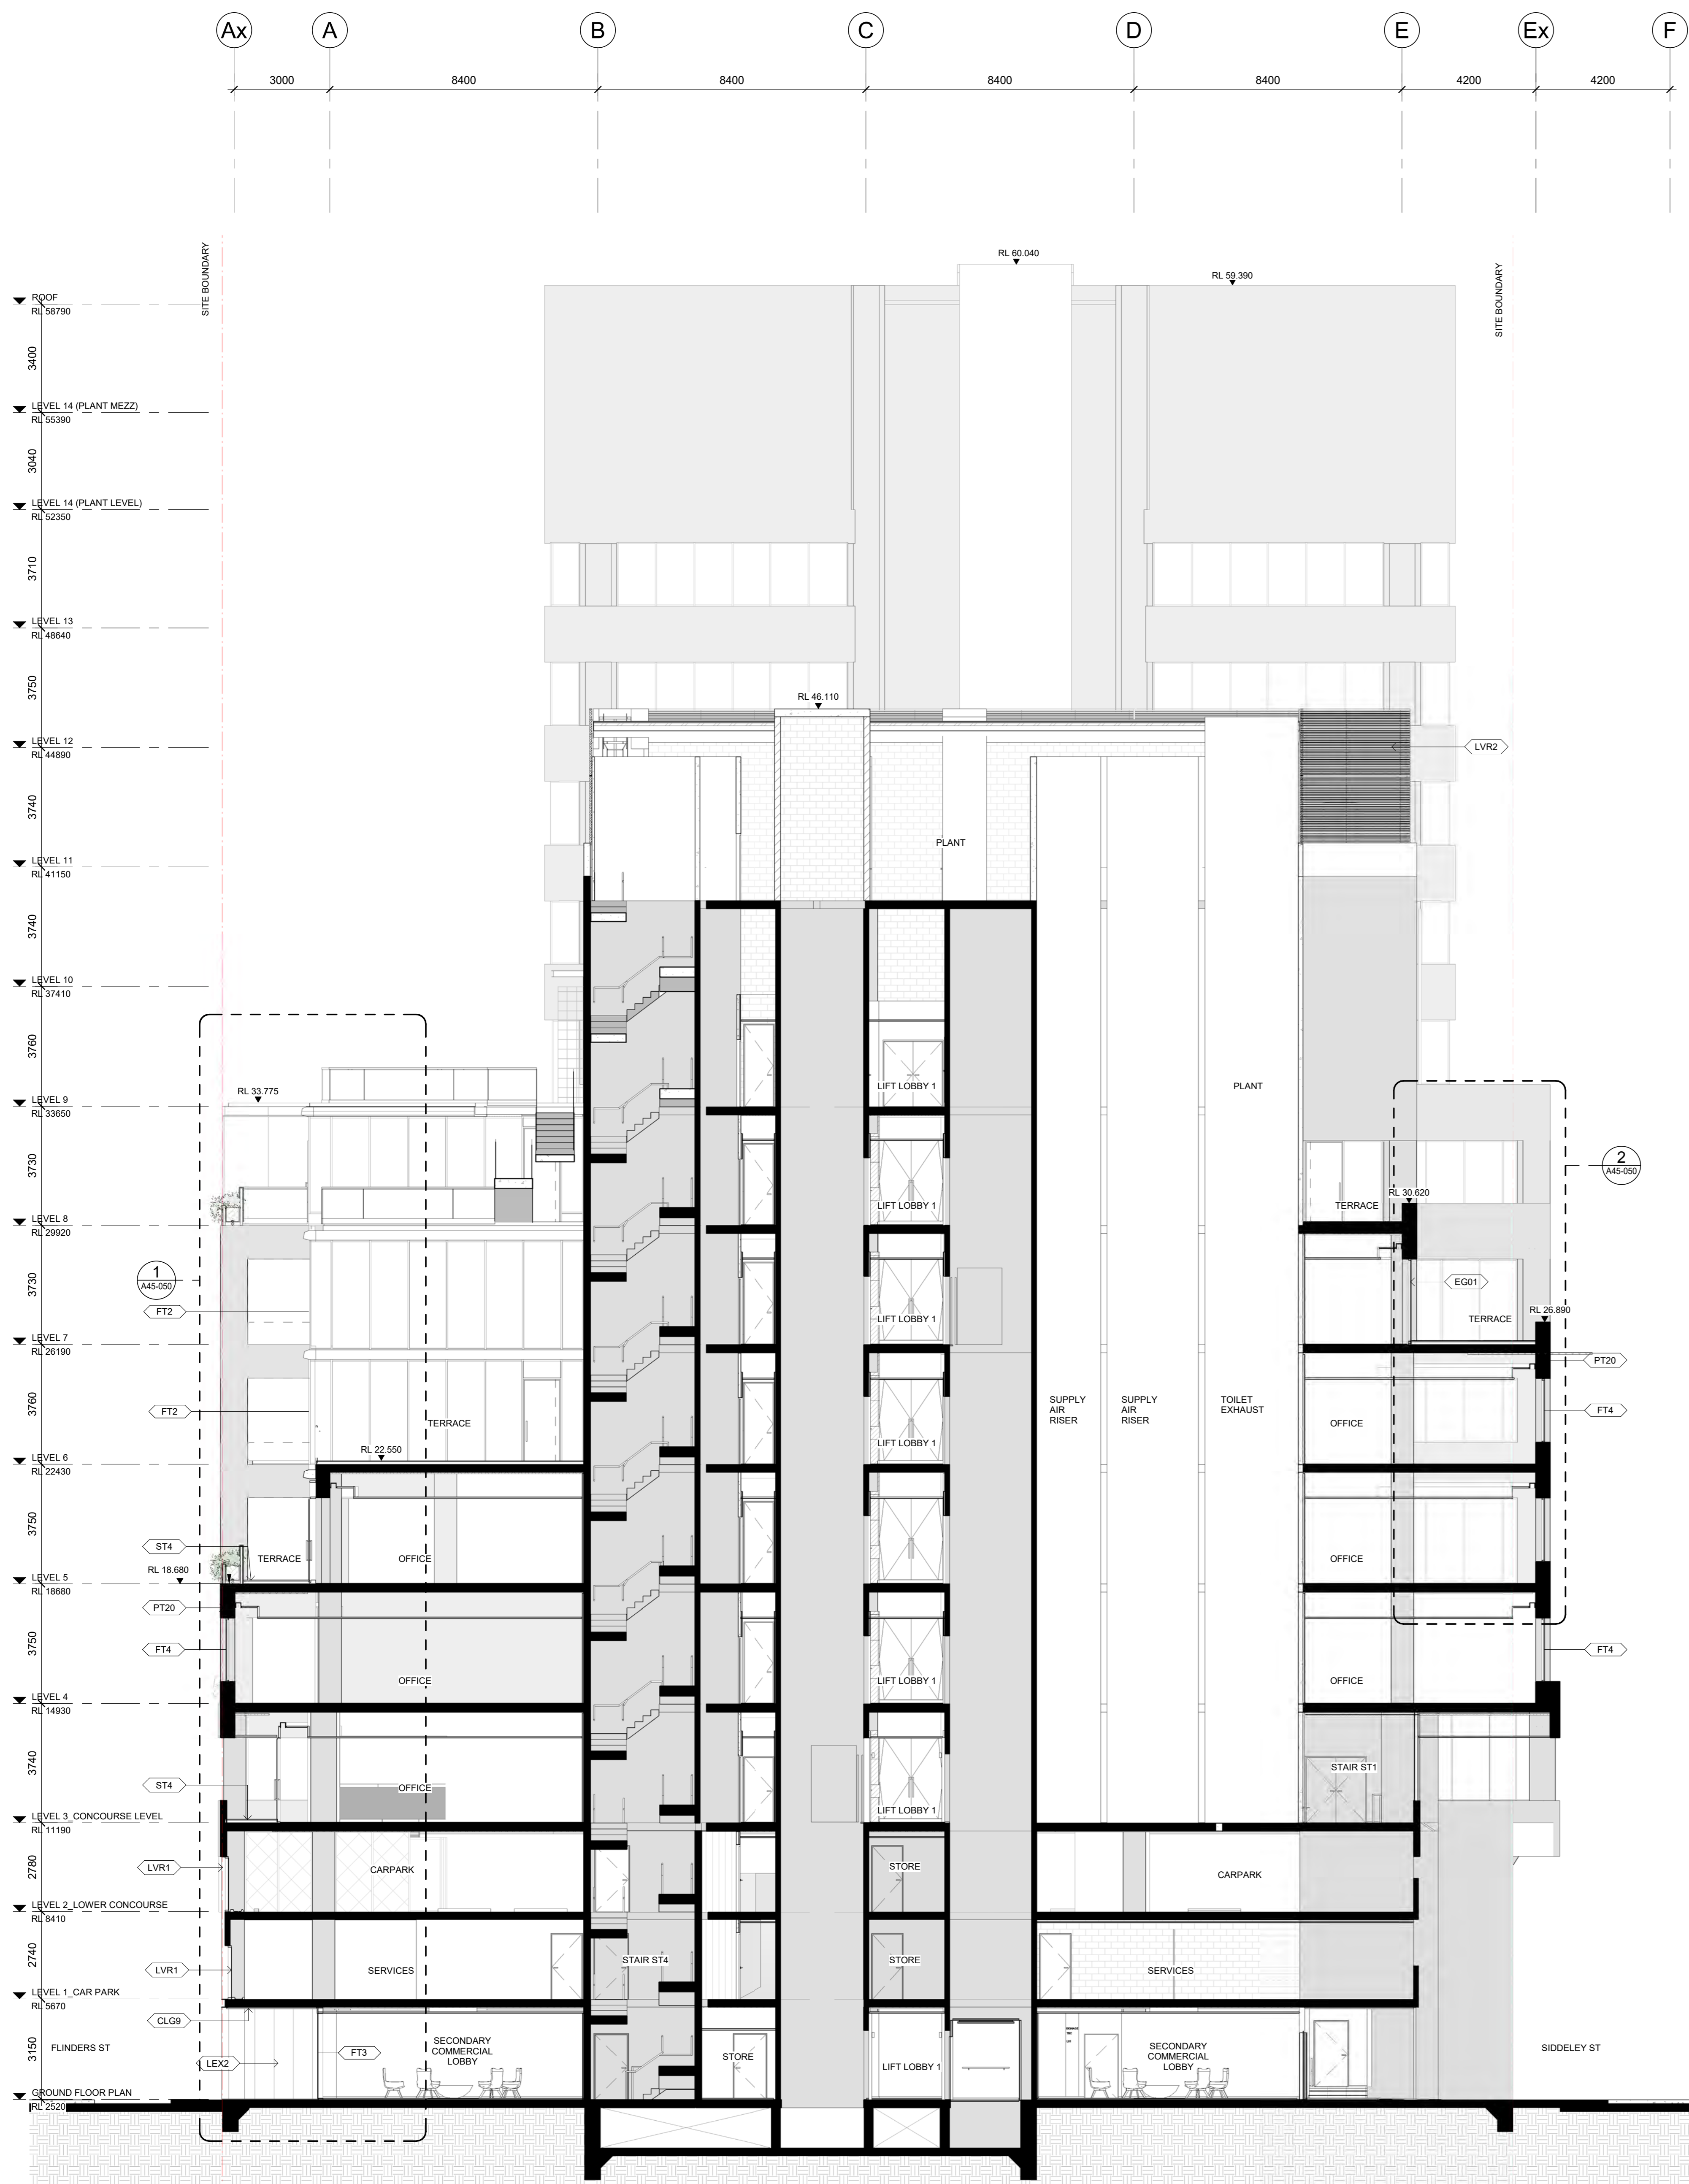 Ax A B C D E Ex F
3000 8400 8400 8400 8400 4200 4200
SITE BOUNDARY
SITE BOUNDARY
RL 60.040
RL 59.390
ROOF
RL 58790
3400
LEVEL 14 (PLANT MEZZ)
RL 55390
3040
LEVEL 14 (PLANT LEVEL)
RL 52350
3710
LEVEL 13
RL 48640
3750
RL 46.110
LEVEL 12
RL 44890
LVR2
3740
PLANT
LEVEL 11
RL 41150
3740
LEVEL 10
RL 37410
3760
LIFT LOBBY 1
PLANT
RL 33.775
LEVEL 9
RL 33650
3730
2
A45-050
RL 30.620
TERRACE
LIFT LOBBY 1
LEVEL 8
RL 29920
3730
1
A45-050
EG01
FT2
RL 26.890
TERRACE
LIFT LOBBY 1
LEVEL 7
RL 26190
PT20
3760
SUPPLY
AIR
RISER
SUPPLY
AIR
RISER
TOILET
EXHAUST
FT2
FT4
TERRACE
OFFICE
LIFT LOBBY 1
RL 22.550
LEVEL 6
RL 22430
3750
ST4
TERRACE
OFFICE
OFFICE
RL 18.680
LEVEL 5
RL 18680
PT20
3750
FT4
FT4
OFFICE
LIFT LOBBY 1
OFFICE
LEVEL 4
RL 14930
3740
STAIR ST1
ST4
OFFICE
LIFT LOBBY 1
LEVEL 3_CONCOURSE LEVEL
RL 11190
2780
LVR1
CARPARK
STORE
CARPARK
LEVEL 2_LOWER CONCOURSE
RL 8410
2740
LVR1
SERVICES
STAIR ST4
STORE
SERVICES
LEVEL 1_CAR PARK
RL 5670
CLG9
3150
FLINDERS ST
LEX2
FT3
SECONDARY
COMMERCIAL
LOBBY
STORE
LIFT LOBBY 1
SECONDARY
COMMERCIAL
LOBBY
SIDDELEY ST
GROUND FLOOR PLAN
RL 2520